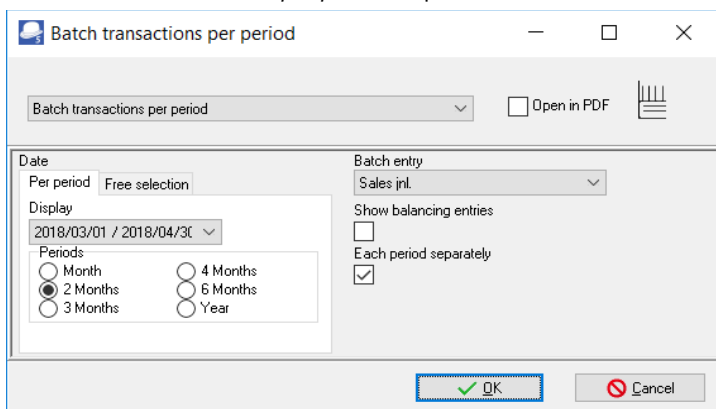 Batch transactions per period
Batch transactions per period
Open in PDF
Date
Per period
Free selection
Display
2018/03/01 / 2018/04/3(
Periods
Month
4 Months
2 Months
6 Months
3 Months
Year
Batch entry
Sales jnl.
Show balancing entries
Each period separately
OK
Cancel